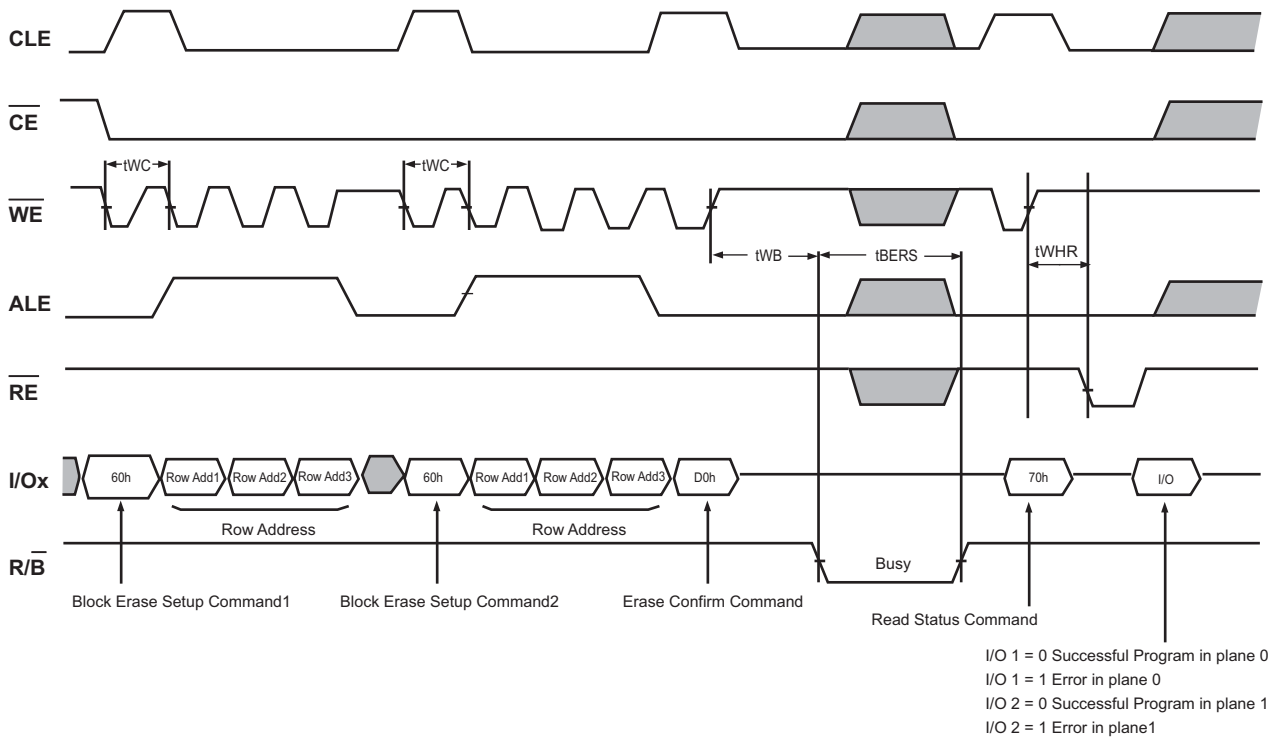 CLE
CE
tWC
tWC
WE
tWB
tBERS
tWHR
ALE
RE
I/Ox
60h
Row Add1
Row Add2
Row Add3
60h
Row Add1
Row Add2
Row Add3
D0h
70h
I/O
Row Address
Row Address
R/B
Busy
Block Erase Setup Command1
Block Erase Setup Command2
Erase Confirm Command
Read Status Command
I/O 1 = 0 Successful Program in plane 0
I/O 1 = 1 Error in plane 0
I/O 2 = 0 Successful Program in plane 1
I/O 2 = 1 Error in plane1